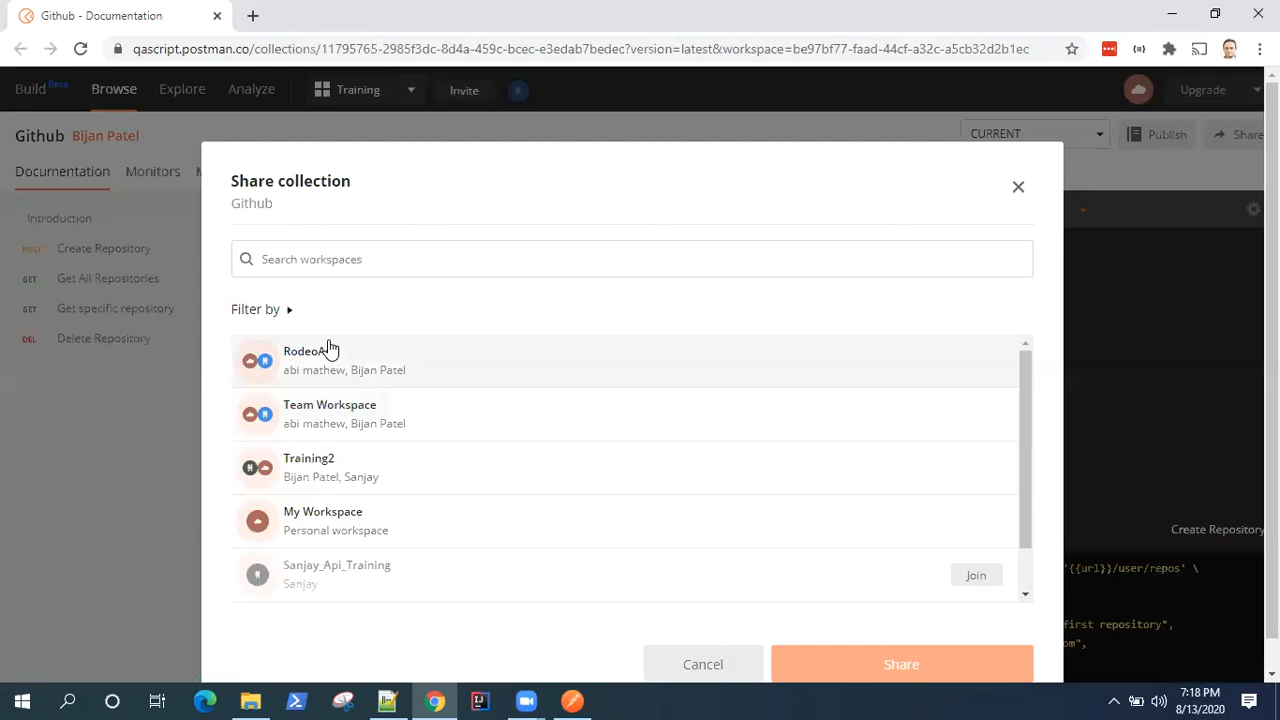 Github - Documentation
qascript.postman.co/collections/11795765-2985f3dc-8d4a-459c-bcec-e3edab7bedec?version=latest&workspace=be97bf77-faad-44cf-a32c-a5cb32d2b1ec
Build Beta Browse Explore Analyze Training Invite Upgrade
Github Bijan Patel CURRENT Publish Share
Documentation Monitors
Share collection
Github
Introduction
POST Create Repository
Search workspaces
GET Get All Repositories
GET Get specific repository
Filter by
DEL Delete Repository
abi mathew, Bijan Patel
Team Workspace
abi mathew, Bijan Patel
Training2
Bijan Patel, Sanjay
My Workspace
Personal workspace
Create Repository
Sanjay_Api_Training
Sanjay
Join
'{{url}}/user/repos' \
first repository",
Cancel Share
7:18 PM
8/13/2020